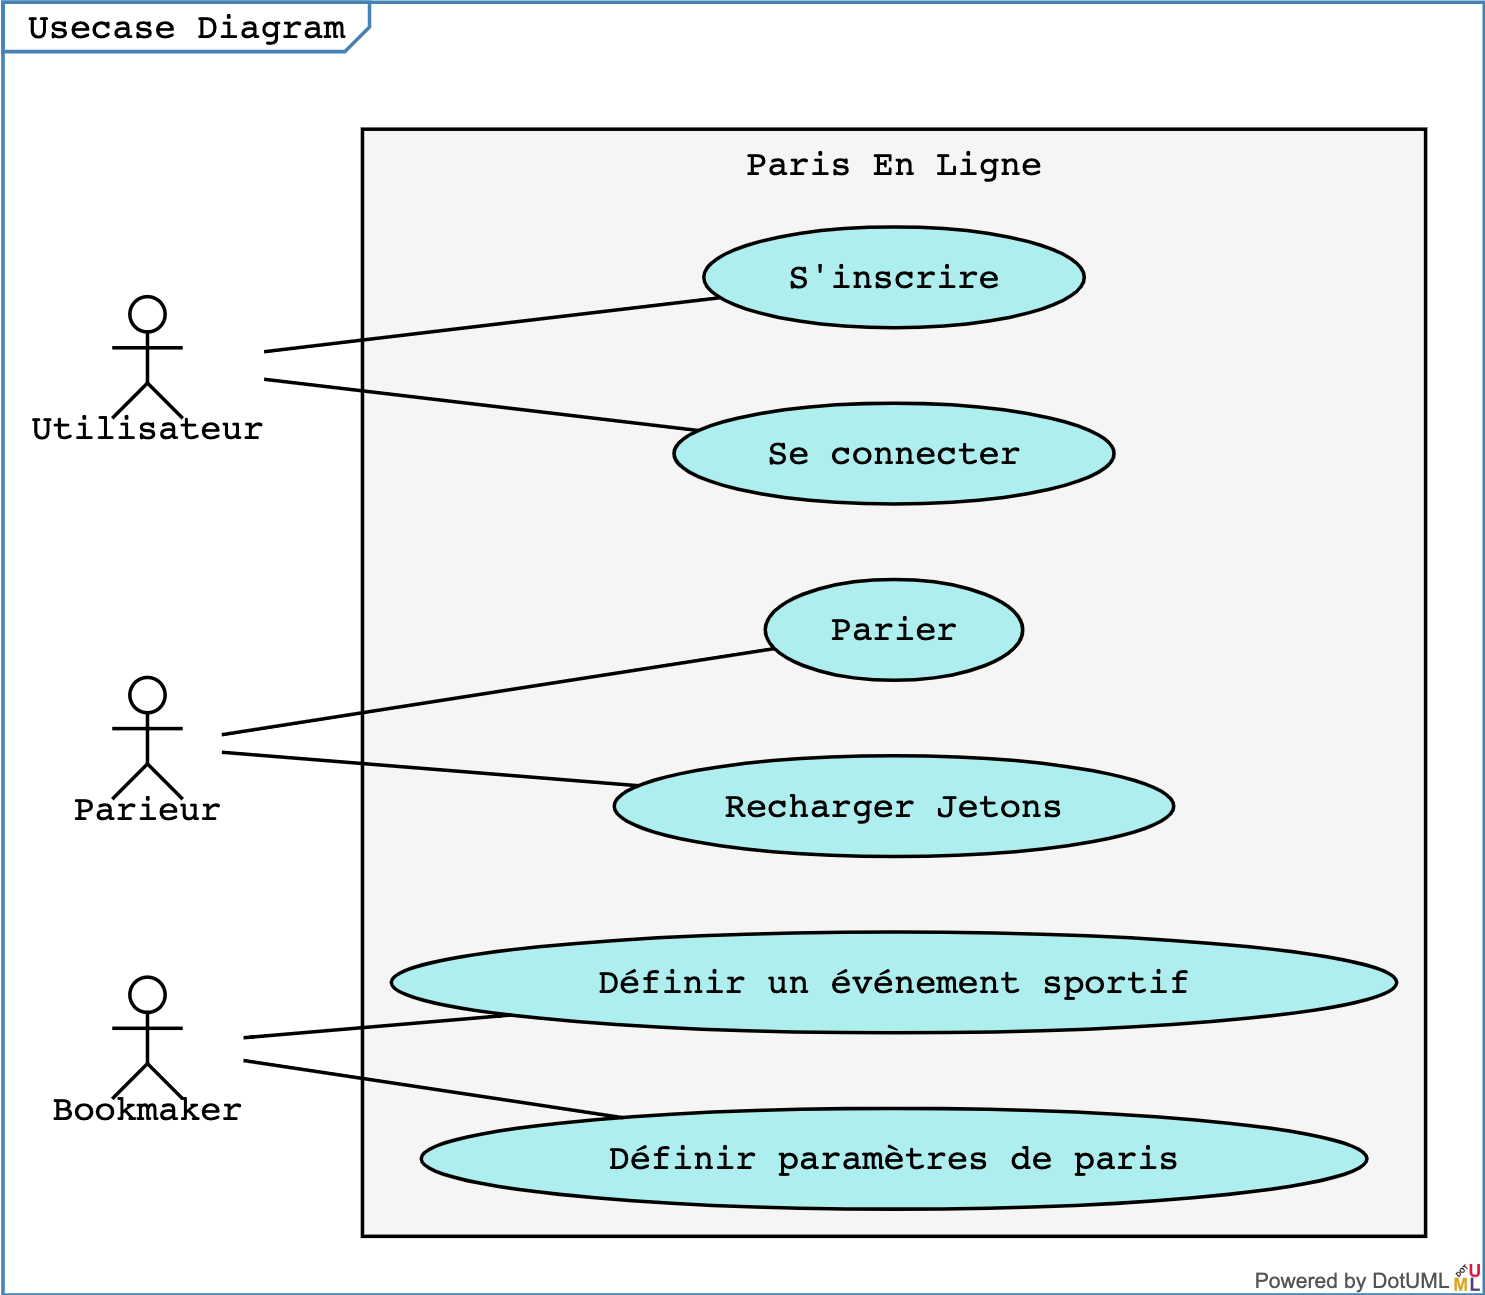 Usecase Diagram
Paris En Ligne
S'inscrire
Utilisateur
Se connecter
Parier
Parieur
Recharger Jetons
Définir un événement sportif
Bookmaker
Définir paramètres de paris
Powered by DotUML
DOT
U
M L